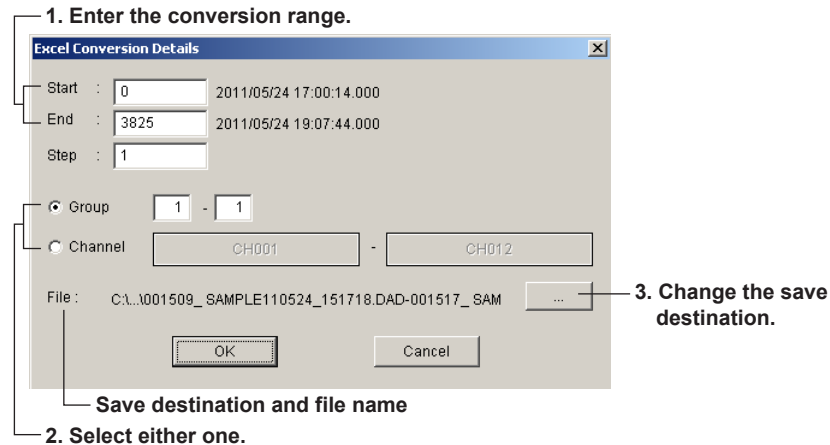 1. Enter the conversion range.
Excel Conversion Details
Start : 0 2011/05/24 17:00:14.000
End : 3825 2011/05/24 19:07:44.000
Step : 1
Group 1 - 1
Channel CH001 - CH012
File : C:\...\001509_ SAMPLE110524_151718.DAD-001517_ SAM ...
3. Change the save
destination.
OK Cancel
Save destination and file name
2. Select either one.